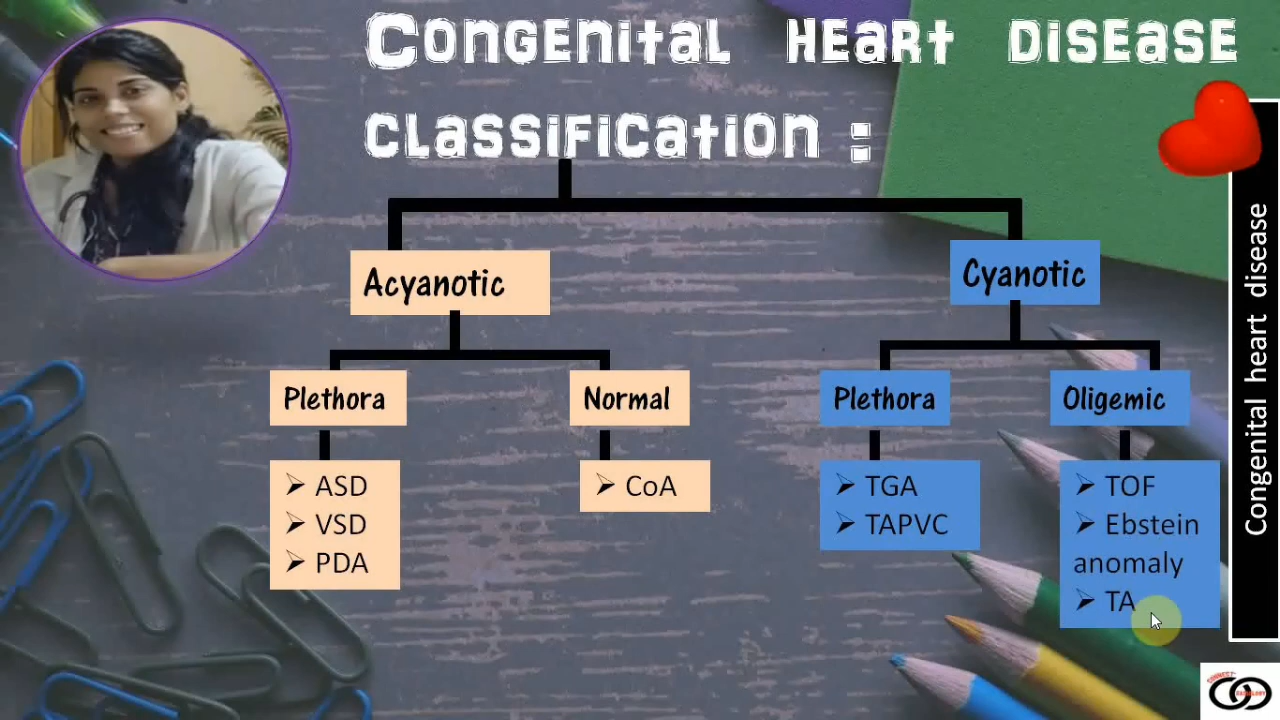 Congenital heart disease
classification :
Acyanotic
Cyanotic
Plethora
Normal
Plethora
Oligemic
➢ ASD
➢ VSD
➢ PDA
➢ CoA
➢ TGA
➢ TAPVC
➢ TOF
➢ Ebstein
anomaly
➢ TA
Congenital heart disease